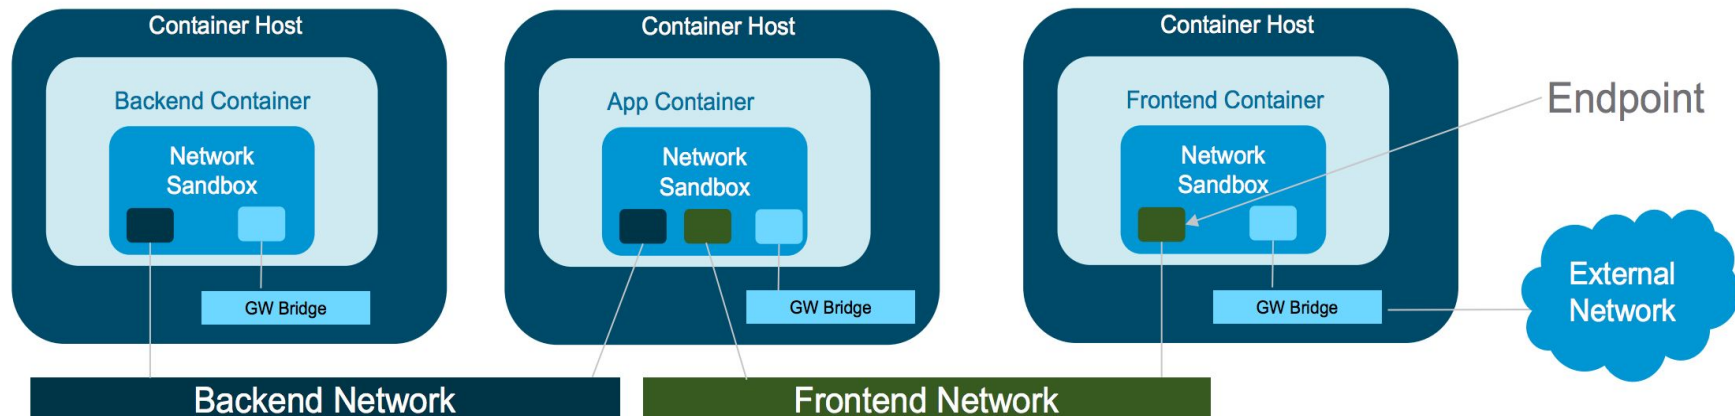 Container Host
Backend Container
Network
Sandbox
GW Bridge
Container Host
App Container
Network
Sandbox
GW Bridge
Container Host
Frontend Container
Network
Sandbox
GW Bridge
Endpoint
External
Network
Backend Network
Frontend Network